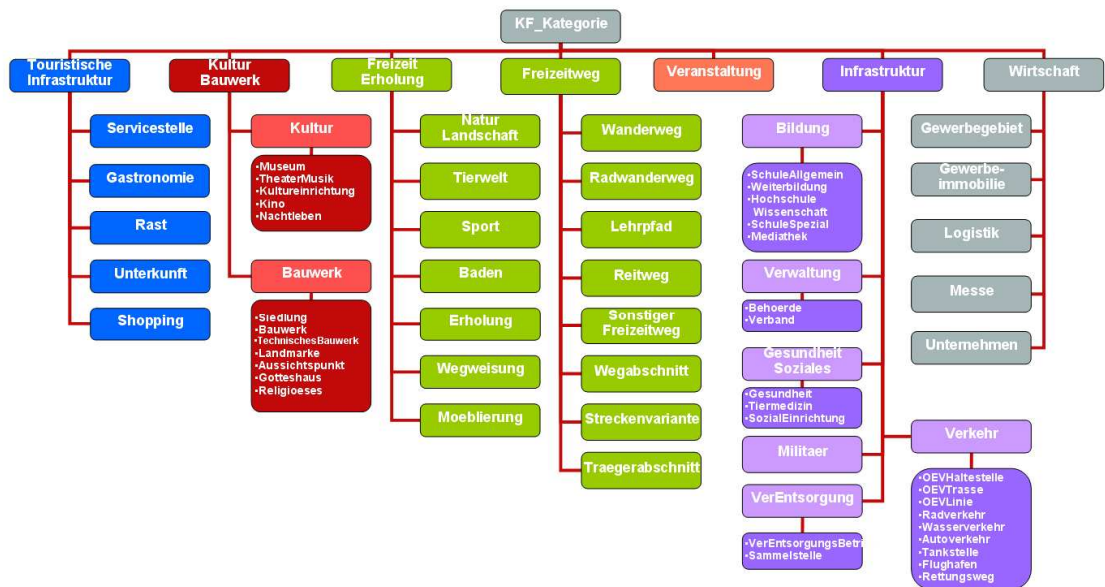 KF_Kategorie
Touristische
Infrastruktur
Servicestelle
Gastronomie
Rast
Unterkunft
Shopping
Kultur
Bauwerk
Kultur
•Museum
•TheaterMusik
•Kultureinrichtung
•Kino
•Nachtleben
Bauwerk
•Siedlung
•Bauwerk
•TechnischesBauwerk
•Landmarke
•Aussichtspunkt
•Gotteshaus
•Religioeses
Freizeit
Erholung
Natur
Landschaft
Tierwelt
Sport
Baden
Erholung
Wegweisung
Moeblierung
Freizeitweg
Wanderweg
Radwanderweg
Lehrpfad
Reitweg
Sonstiger
Freizeitweg
Wegabschnitt
Streckenvariante
Traegerabschnitt
Veranstaltung
Infrastruktur
Bildung
•SchuleAllgemein
•Weiterbildung
•Hochschule
Wissenschaft
•SchuleSpezial
•Mediathek
Verwaltung
•Behoerde
•Verband
Gesundheit
Soziales
•Gesundheit
•Tiermedizin
•SozialEinrichtung
Militaer
VerEntsorgung
•VerEntsorgungsBetri
•Sammelstelle
Verkehr
•OEVHaltestelle
•OEVTrasse
•OEVLinie
•Radverkehr
•Wasserverkehr
•Autoverkehr
•Tankstelle
•Flughafen
•Rettungsweg
Wirtschaft
Gewerbegebiet
Gewerbe-
immobilie
Logistik
Messe
Unternehmen